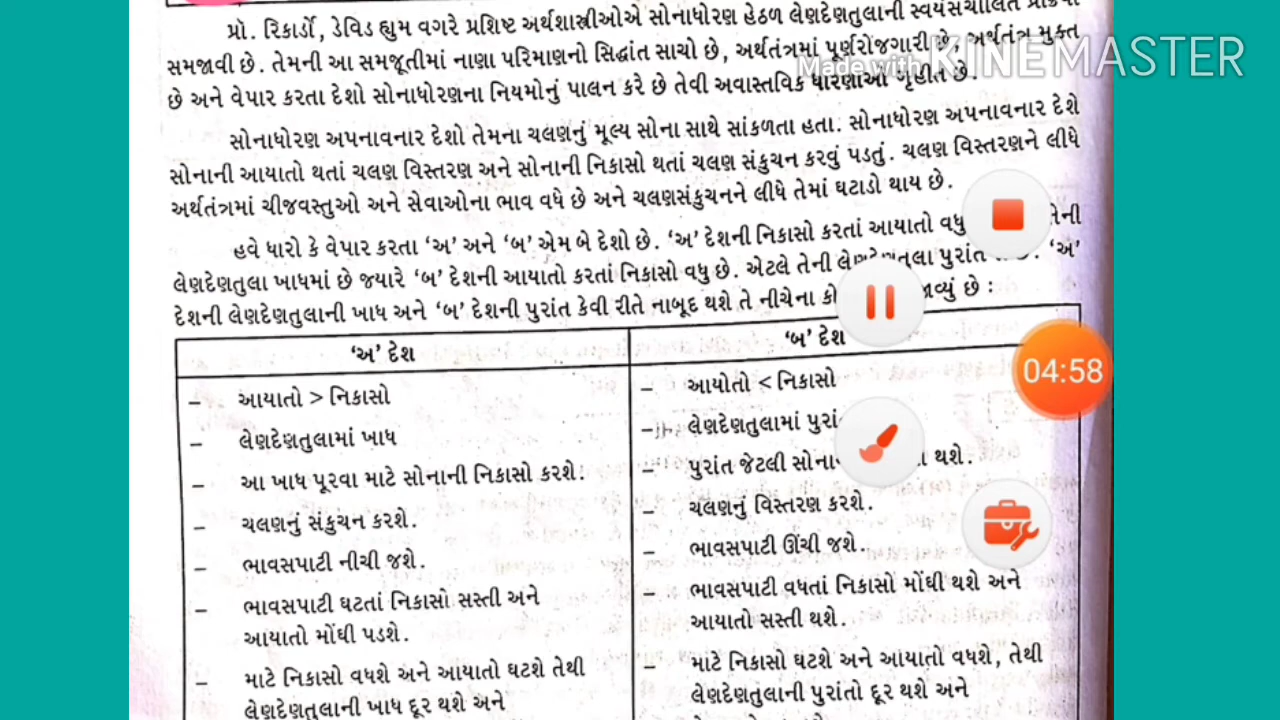 પ્રો. રિકાર્ડો, ડેવિડ હ્યુમ વગેરે પ્રશિષ્ટ અર્થશાસ્ત્રીઓએ સોનાધોરણ હેઠળ લેણદેણતુલાની સ્વયંસંચાલિત
સમજાવી છે. તેમની આ સમજૂતીમાં નાણા પરિમાણનો સિદ્ધાંત સાચો છે, અર્થતંત્રમાં પૂર્ણરોજગારી છે, અર્થતંત્ર મુક્ત
છે અને વેપાર કરતા દેશો સોનાધોરણના નિયમોનું પાલન કરે છે તેવી અવાસ્તવિક ધારણાઓ ગૃહીત છે.
Made with KINEMASTER
સોનાધોરણ અપનાવનાર દેશો તેમના ચલણનું મૂલ્ય સોના સાથે સાંકળતા હતા. સોનાધોરણ અપનાવનાર દેશે
સોનાની આયાતો થતાં ચલણ વિસ્તરણ અને સોનાની નિકાસો થતાં ચલણ સંકુચન કરવું પડતું. ચલણ વિસ્તરણને લીધે
અર્થતંત્રમાં ચીજવસ્તુઓ અને સેવાઓના ભાવ વધે છે અને ચલણસંકુચનને લીધે તેમાં ઘટાડો થાય છે.
હવે ધારો કે વેપાર કરતા ‘અ’ અને ‘બ’ એમ બે દેશો છે. ‘અ’ દેશની નિકાસો કરતાં આયાતો વધુ તેની
લેણદેણતુલા ખાધમાં છે જ્યારે ‘બ’ દેશની આયાતો કરતાં નિકાસો વધુ છે. એટલે તેની પુરાંત ‘અ’
દેશની લેણદેણતુલાની ખાધ અને ‘બ’ દેશની પુરાંત કેવી રીતે નાબૂદ થશે તે નીચેના છે :
‘અ’ દેશ
– આયાતો > નિકાસો
– લેણદેણતુલામાં ખાધ
– આ ખાધ પૂરવા માટે સોનાની નિકાસો કરશે.
– ચલણનું સંકુચન કરશે.
– ભાવસપાટી નીચી જશે.
– ભાવસપાટી ઘટતાં નિકાસો સસ્તી અને
આયાતો મોંઘી પડશે.
– માટે નિકાસો વધશે અને આયાતો ઘટશે તેથી
લેણદેણતુલાની ખાધ દૂર થશે અને
‘બ’ દેશ
– આયોતો < નિકાસો
– લેણદેણતુલામાં
– પુરાંત જેટલી થશે.
– ચલણનું વિસ્તરણ કરશે.
– ભાવસપાટી ઊંચી જશે.
– ભાવસપાટી વધતાં નિકાસો મોંઘી થશે અને
આયાતો સસ્તી થશે.
– માટે નિકાસો ઘટશે અને આયાતો વધશે, તેથી
લેણદેણતુલાની પુરાંતો દૂર થશે અને
04:58